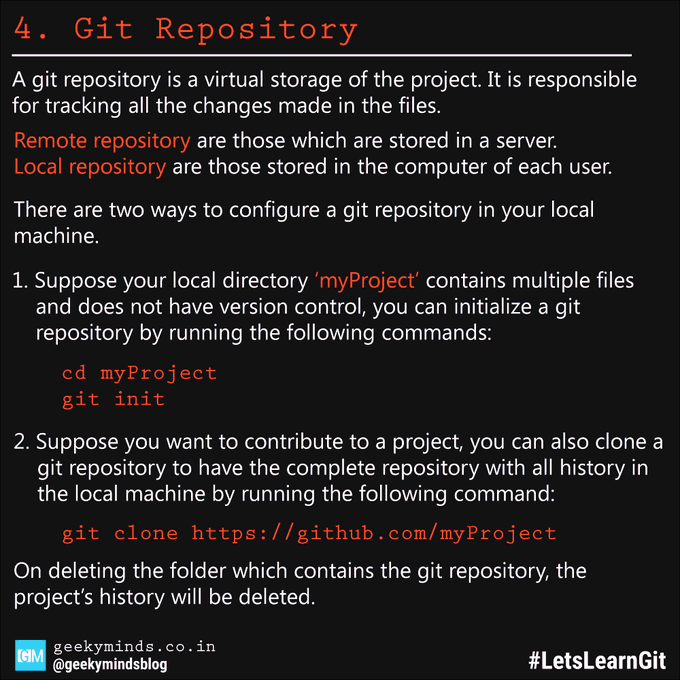 4. Git Repository
A git repository is a virtual storage of the project. It is responsible
for tracking all the changes made in the files.
Remote repository are those which are stored in a server.
Local repository are those stored in the computer of each user.
There are two ways to configure a git repository in your local
machine.
1. Suppose your local directory ‘myProject’ contains multiple files
and does not have version control, you can initialize a git
repository by running the following commands:
cd myProject
git init
2. Suppose you want to contribute to a project, you can also clone a
git repository to have the complete repository with all history in
the local machine by running the following command:
git clone https://github.com/myProject
On deleting the folder which contains the git repository, the
project’s history will be deleted.
GM
geekyminds.co.in
@geekymindsblog
#LetsLearnGit